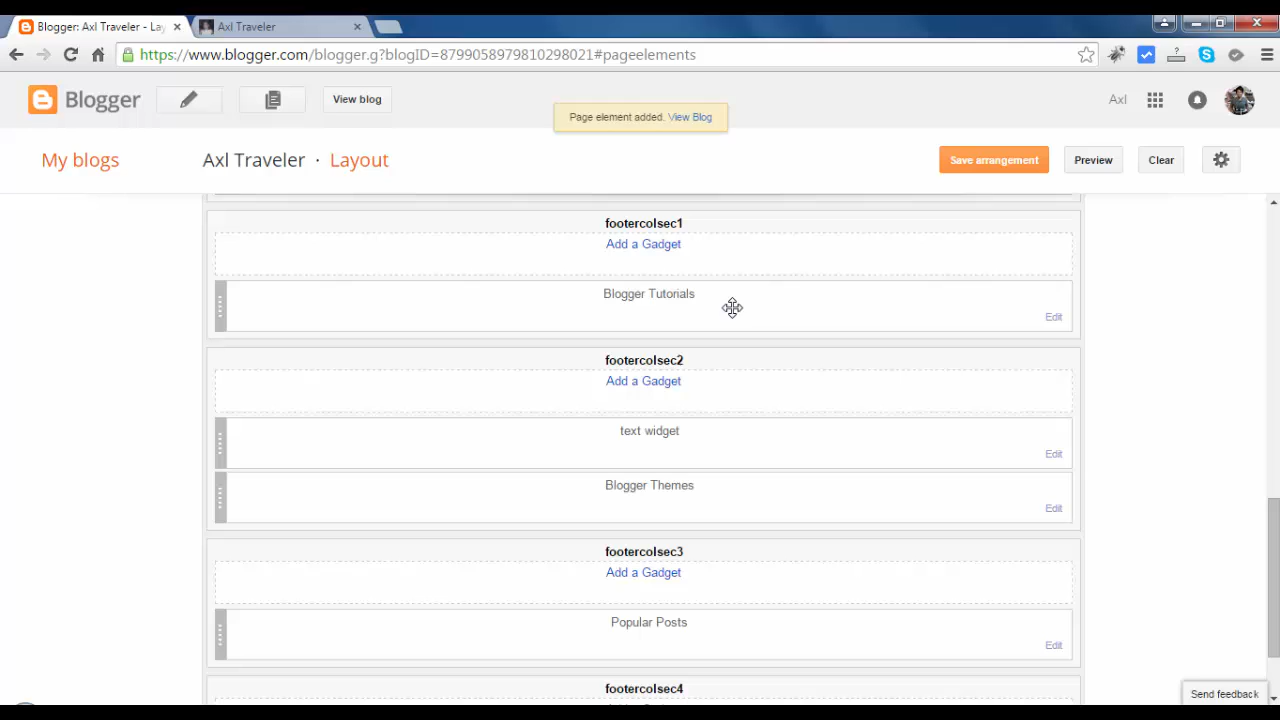 Blogger: Axl Traveler - Lay
Axl Traveler
https://www.blogger.com/blogger.g?blogID=8799058979810298021#pageelements
Blogger
View blog
Page element added. View Blog
Axl
My blogs
Axl Traveler · Layout
Save arrangement
Preview
Clear
footercolsec1
Add a Gadget
Blogger Tutorials
Edit
footercolsec2
Add a Gadget
text widget
Edit
Blogger Themes
Edit
footercolsec3
Add a Gadget
Popular Posts
Edit
footercolsec4
Send feedback